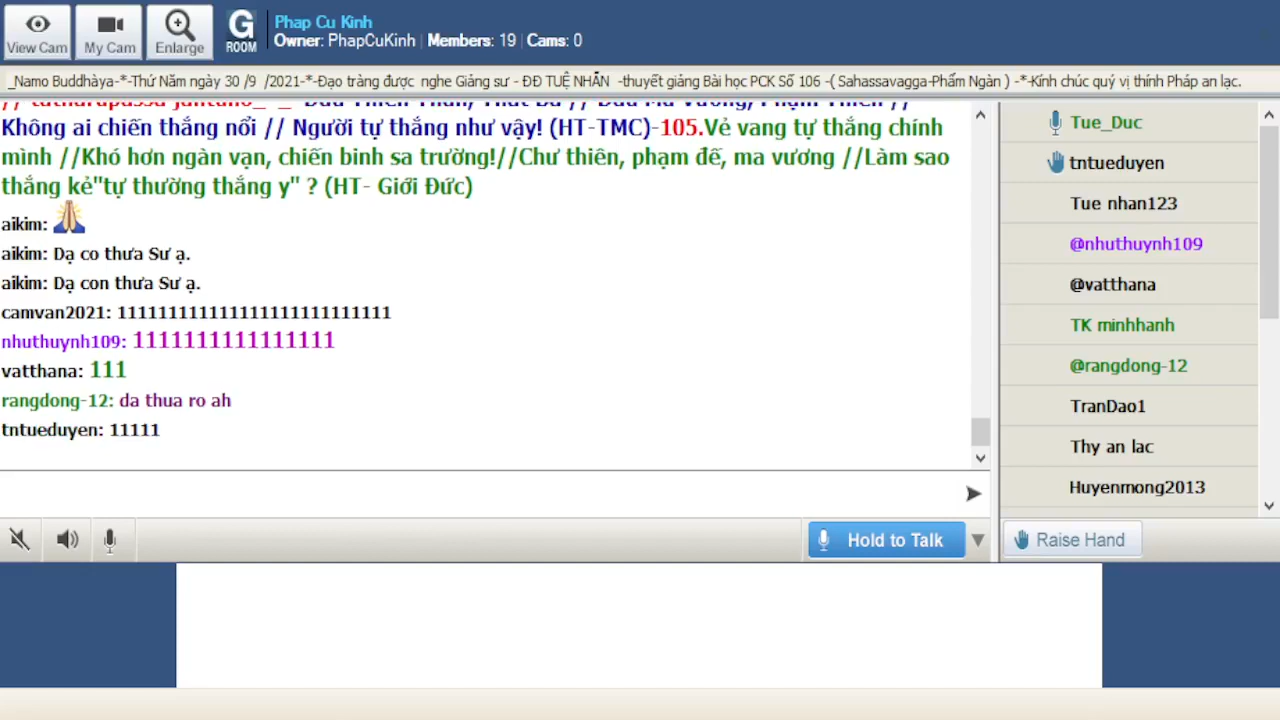 View Cam
My Cam
Enlarge
G
ROOM
Phap Cu Kinh
Owner: PhapCuKinh | Members: 19 | Cams: 0
_Namo Buddhàya-*-Thứ Năm ngày 30 /9 /2021-*-Đạo tràng được nghe Giảng sư - ĐĐ TUỆ NHẪN -thuyết giảng Bài học PCK Số 106 -( Sahassavagga-Phẩm Ngàn ) -*-Kính chúc quý vị thính Pháp an lạc.
Không ai chiến thắng nổi // Người tự thắng như vậy! (HT-TMC)-105.Vẻ vang tự thắng chính
mình //Khó hơn ngàn vạn, chiến binh sa trường!//Chư thiên, phạm đế, ma vương //Làm sao
thắng kẻ"tự thường thắng y" ? (HT- Giới Đức)
aikim:
aikim: Dạ co thưa Sư ạ.
aikim: Dạ con thưa Sư ạ.
camvan2021: 11111111111111111111111111111
nhuthuynh109: 1111111111111111
vatthana: 111
rangdong-12: da thua ro ah
tntueduyen: 11111
Tue_Duc
tntueduyen
Tue nhan123
@nhuthuynh109
@vatthana
TK minhhanh
@rangdong-12
TranDao1
Thy an lac
Huyenmong2013
Hold to Talk
Raise Hand